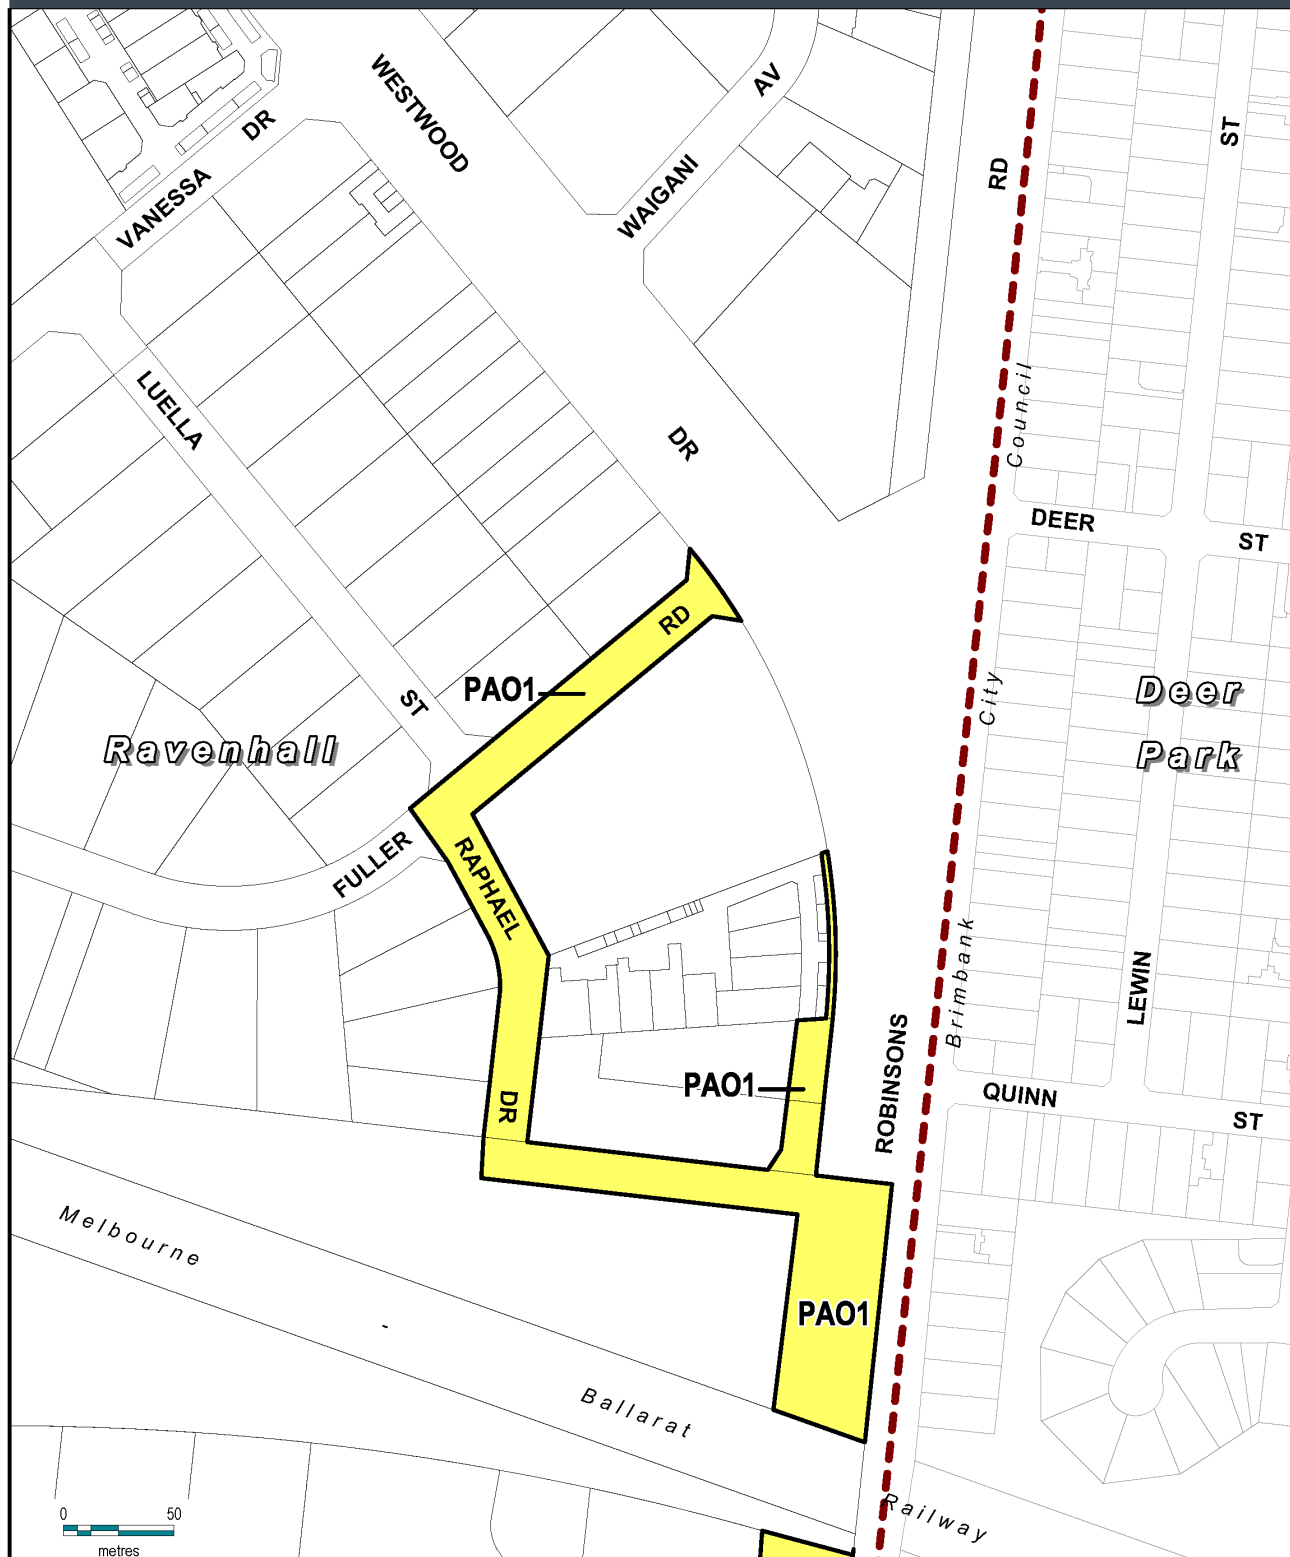 WESTWOOD
DR
VANESSA
DR
WAIGANI
AV
RD
ST
LUELLA
ST
Council
DEER
ST
RD
PAO1
City
Deer
Park
Ravenhall
FULLER
RAPHAEL
DR
Brimbank
LEWIN
ROBINSONS
PAO1
QUINN
ST
Melbourne
-
Ballarat
Railway
PAO1
0
50
metres